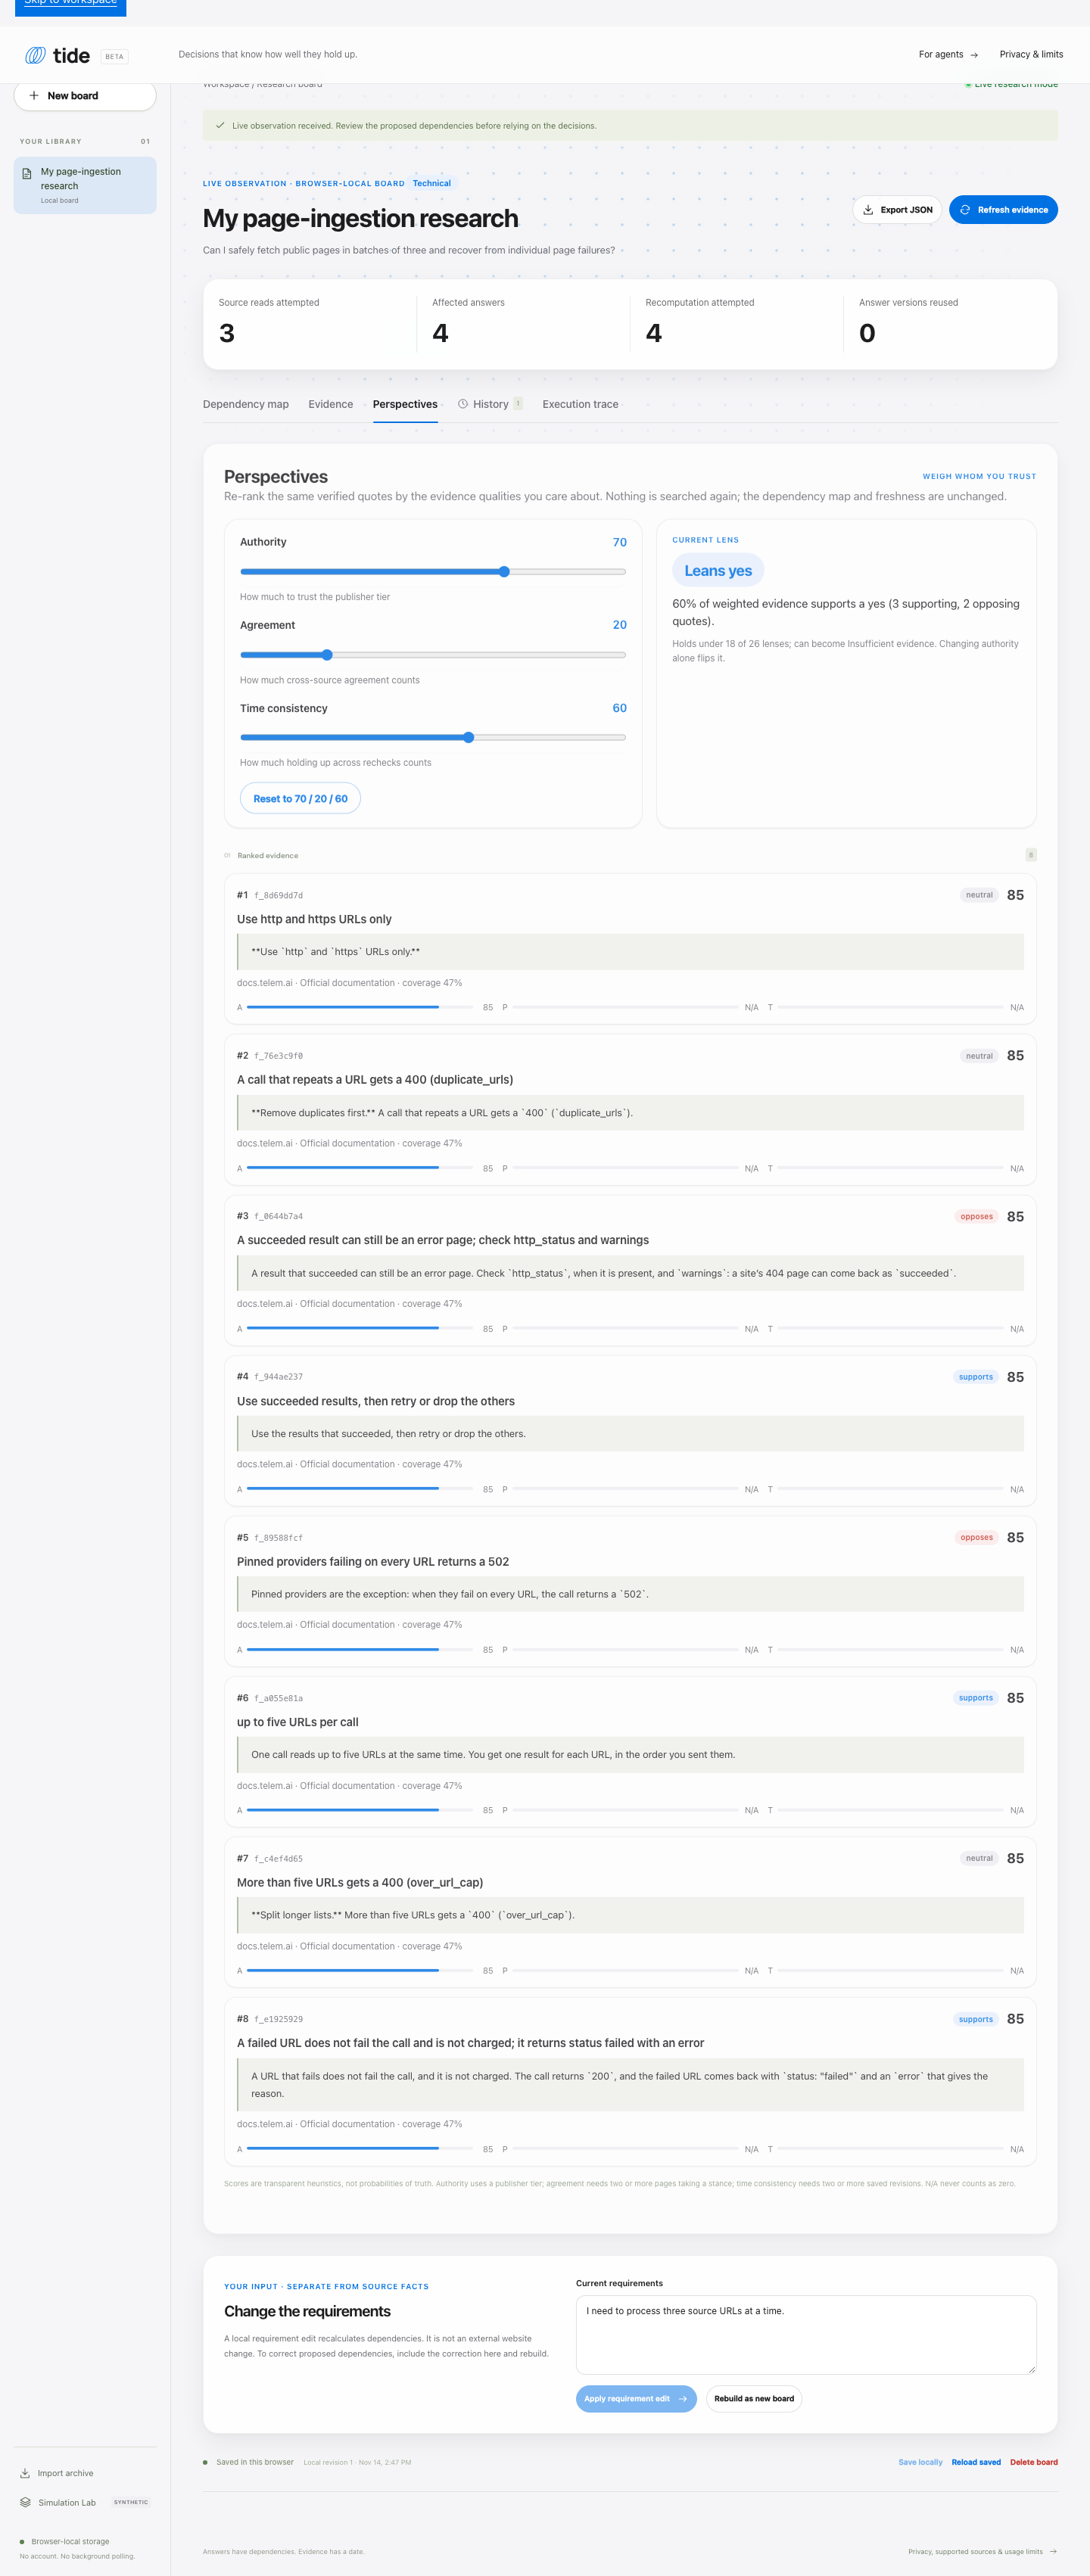 Skip to workspace
tide
BETA
Decisions that know how well they hold up.
For agents →
Privacy & limits
+ New board
YOUR LIBRARY 01
My page-ingestion research
Local board
Workspace / Research board
Live research mode
Live observation received. Review the proposed dependencies before relying on the decisions.
LIVE OBSERVATION · BROWSER-LOCAL BOARD Technical
My page-ingestion research
Can I safely fetch public pages in batches of three and recover from individual page failures?
Export JSON
Refresh evidence
Source reads attempted
3
Affected answers
4
Recomputation attempted
4
Answer versions reused
0
Dependency map
Evidence
Perspectives
History 1
Execution trace
Perspectives
WEIGH WHOM YOU TRUST
Re-rank the same verified quotes by the evidence qualities you care about. Nothing is searched again; the dependency map and freshness are unchanged.
Authority 70
How much to trust the publisher tier
Agreement 20
How much cross-source agreement counts
Time consistency 60
How much holding up across rechecks counts
Reset to 70 / 20 / 60
CURRENT LENS
Leans yes
60% of weighted evidence supports a yes (3 supporting, 2 opposing
quotes).
Holds under 18 of 26 lenses; can become Insufficient evidence. Changing authority
alone flips it.
01 Ranked evidence 8
#1 f_8d69dd7d neutral 85
Use http and https URLs only
**Use `http` and `https` URLs only.**
docs.telem.ai · Official documentation · coverage 47%
A 85 P N/A T N/A
#2 f_76e3c9f0 neutral 85
A call that repeats a URL gets a 400 (duplicate_urls)
**Remove duplicates first.** A call that repeats a URL gets a `400` (`duplicate_urls`).
docs.telem.ai · Official documentation · coverage 47%
A 85 P N/A T N/A
#3 f_0644b7a4 opposes 85
A succeeded result can still be an error page; check http_status and warnings
A result that succeeded can still be an error page. Check `http_status`, when it is present, and `warnings`: a site's 404 page can come back as `succeeded`.
docs.telem.ai · Official documentation · coverage 47%
A 85 P N/A T N/A
#4 f_944ae237 supports 85
Use succeeded results, then retry or drop the others
Use the results that succeeded, then retry or drop the others.
docs.telem.ai · Official documentation · coverage 47%
A 85 P N/A T N/A
#5 f_89588fcf opposes 85
Pinned providers failing on every URL returns a 502
Pinned providers are the exception: when they fail on every URL, the call returns a `502`.
docs.telem.ai · Official documentation · coverage 47%
A 85 P N/A T N/A
#6 f_a055e81a supports 85
up to five URLs per call
One call reads up to five URLs at the same time. You get one result for each URL, in the order you sent them.
docs.telem.ai · Official documentation · coverage 47%
A 85 P N/A T N/A
#7 f_c4ef4d65 neutral 85
More than five URLs gets a 400 (over_url_cap)
**Split longer lists.** More than five URLs gets a `400` (`over_url_cap`).
docs.telem.ai · Official documentation · coverage 47%
A 85 P N/A T N/A
#8 f_e1925929 supports 85
A failed URL does not fail the call and is not charged; it returns status failed with an error
A URL that fails does not fail the call, and it is not charged. The call returns `200`, and the failed URL comes back with `status: "failed"` and an `error` that gives the
reason.
docs.telem.ai · Official documentation · coverage 47%
A 85 P N/A T N/A
Scores are transparent heuristics, not probabilities of truth. Authority uses a publisher tier; agreement needs two or more pages taking a stance; time consistency needs two or more saved revisions. N/A never counts as zero.
YOUR INPUT · SEPARATE FROM SOURCE FACTS
Change the requirements
A local requirement edit recalculates dependencies. It is not an external website
change. To correct proposed dependencies, include the correction here and rebuild.
Current requirements
I need to process three source URLs at a time.
Apply requirement edit →
Rebuild as new board
Saved in this browser Local revision 1 · Nov 14, 2:47 PM
Save locally
Reload saved
Delete board
Import archive
Simulation Lab SYNTHETIC
Browser-local storage
No account. No background polling.
Answers have dependencies. Evidence has a date.
Privacy, supported sources & usage limits →